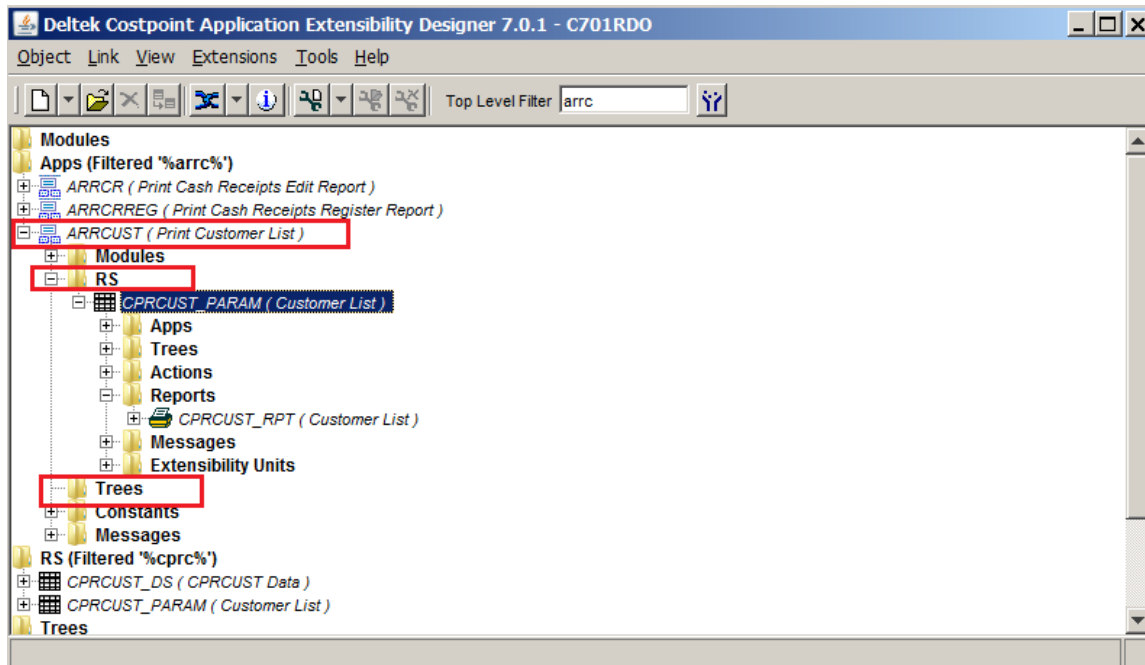 Deltek Costpoint Application Extensibility Designer 7.0.1 - C701RDO
Object Link View Extensions Tools Help
Top Level Filter arrc
Modules
Apps (Filtered '%arrc%')
ARRCR ( Print Cash Receipts Edit Report )
ARRCRREG ( Print Cash Receipts Register Report )
ARRCUST ( Print Customer List )
Modules
RS
CPRCUST_PARAM ( Customer List )
Apps
Trees
Actions
Reports
CPRCUST_RPT ( Customer List )
Messages
Extensibility Units
Trees
Constants
Messages
RS (Filtered '%cprc%')
CPRCUST_DS ( CPRCUST Data )
CPRCUST_PARAM ( Customer List )
Trees